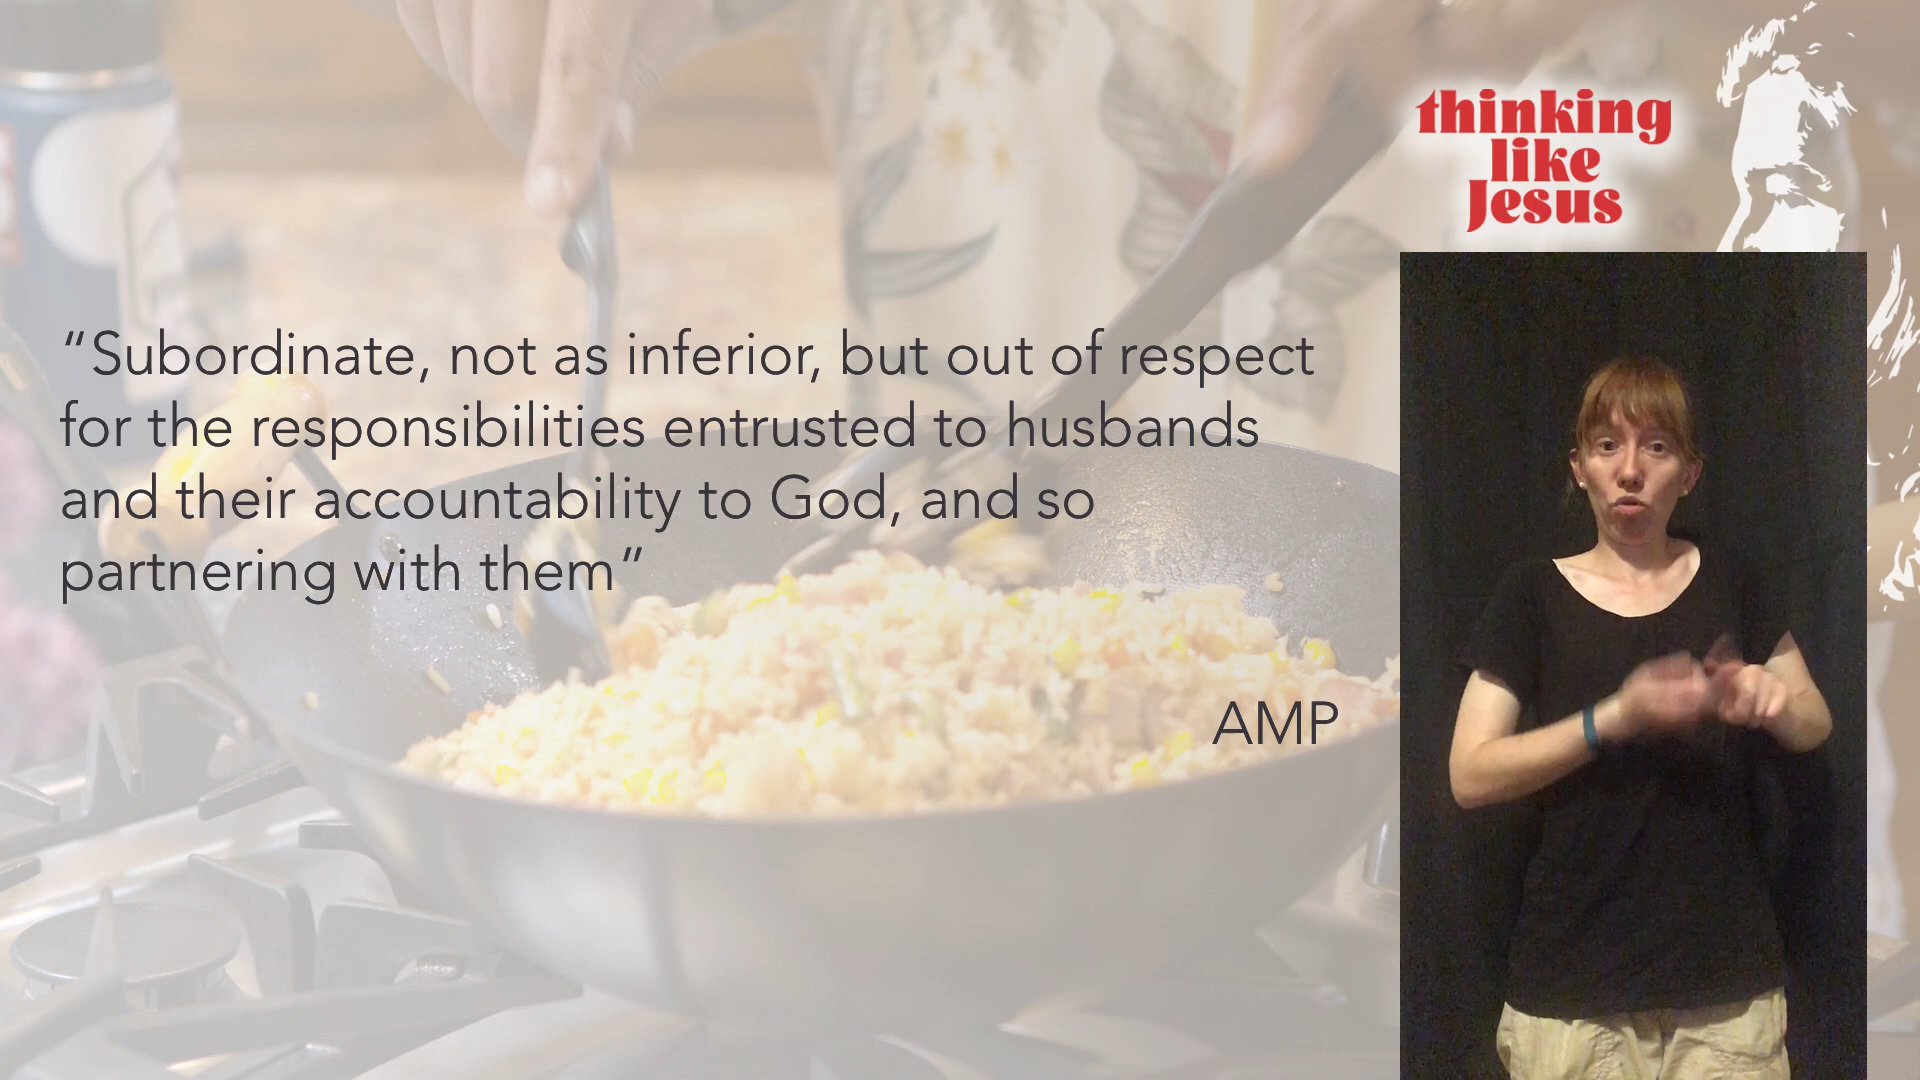 thinking
like
Jesus
“Subordinate, not as inferior, but out of respect
for the responsibilities entrusted to husbands
and their accountability to God, and so
partnering with them”
AMP